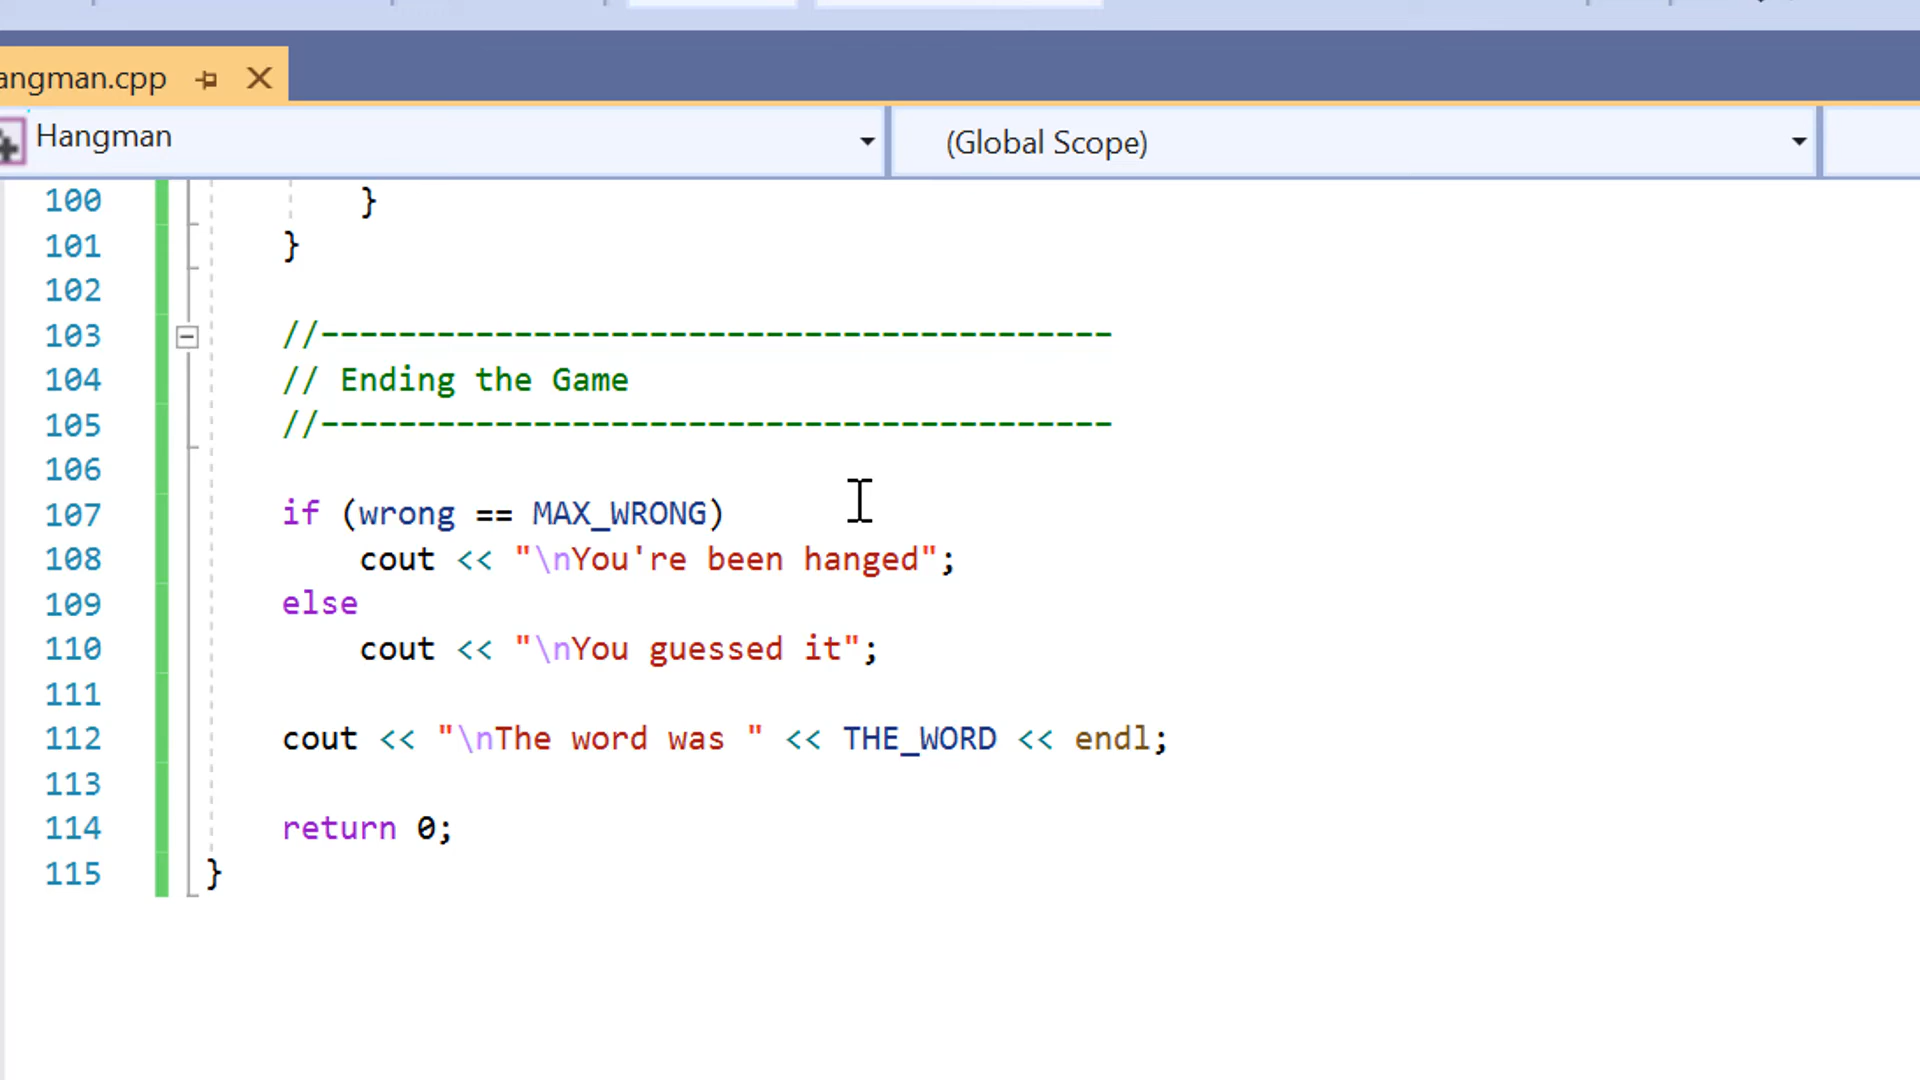 angman.cpp
Hangman
(Global Scope)
100 }
101 }
102
103 //-----------------------------------------
104 // Ending the Game
105 //-----------------------------------------
106
107 if (wrong == MAX_WRONG)
108 cout << "\nYou're been hanged";
109 else
110 cout << "\nYou guessed it";
111
112 cout << "\nThe word was " << THE_WORD << endl;
113
114 return 0;
115 }